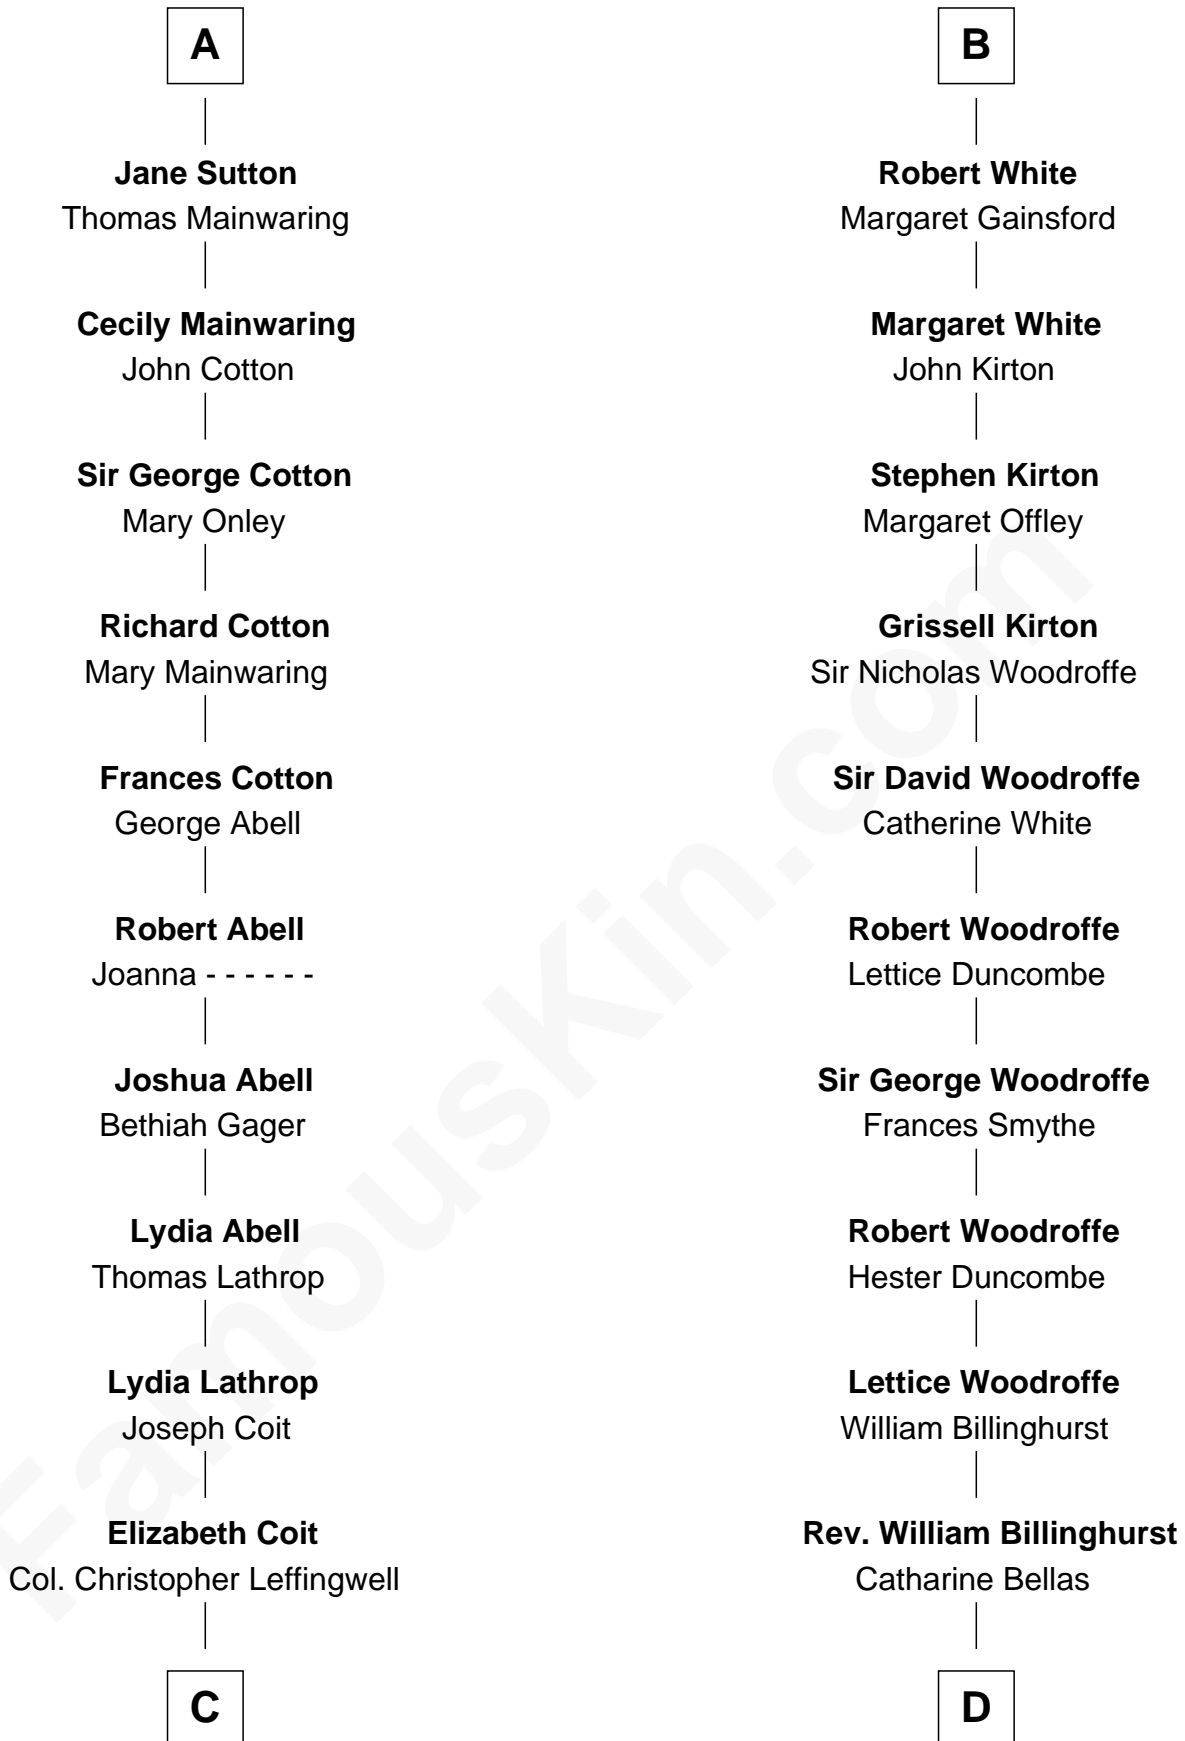 A
Jane Sutton
Thomas Mainwaring
Cecily Mainwaring
John Cotton
Sir George Cotton
Mary Onley
Richard Cotton
Mary Mainwaring
Frances Cotton
George Abell
Robert Abell
Joanna - - - - - -
Joshua Abell
Bethiah Gager
Lydia Abell
Thomas Lathrop
Lydia Lathrop
Joseph Coit
Elizabeth Coit
Col. Christopher Leffingwell
C
B
Robert White
Margaret Gainsford
Margaret White
John Kirton
Stephen Kirton
Margaret Offley
Grissell Kirton
Sir Nicholas Woodroffe
Sir David Woodroffe
Catherine White
Robert Woodroffe
Lettice Duncombe
Sir George Woodroffe
Frances Smythe
Robert Woodroffe
Hester Duncombe
Lettice Woodroffe
William Billinghurst
Rev. William Billinghurst
Catharine Bellas
D
FamousKin.com